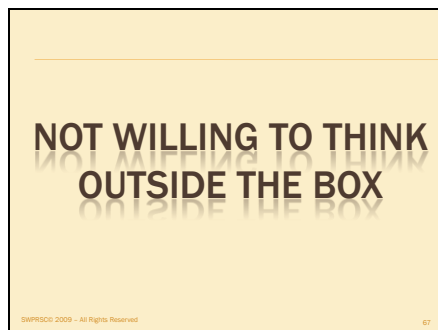 NOT WILLING TO THINK
OUTSIDE THE BOX
SWPRSC© 2009 – All Rights Reserved
67